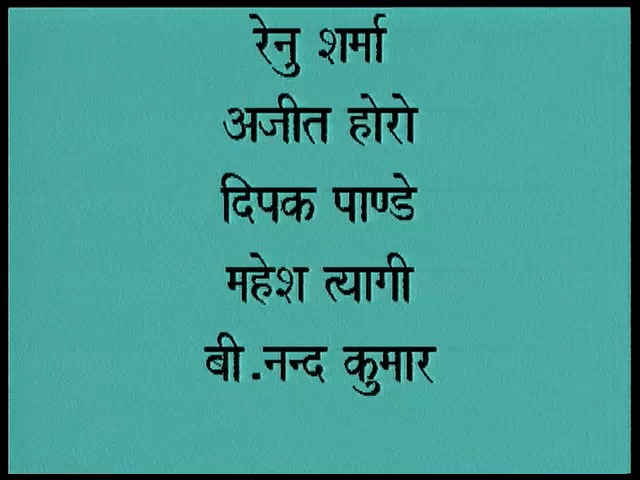 रेनु शर्मा
अजीत होरो
दिपक पाण्डे
महेश त्यागी
बी.नन्द कुमार